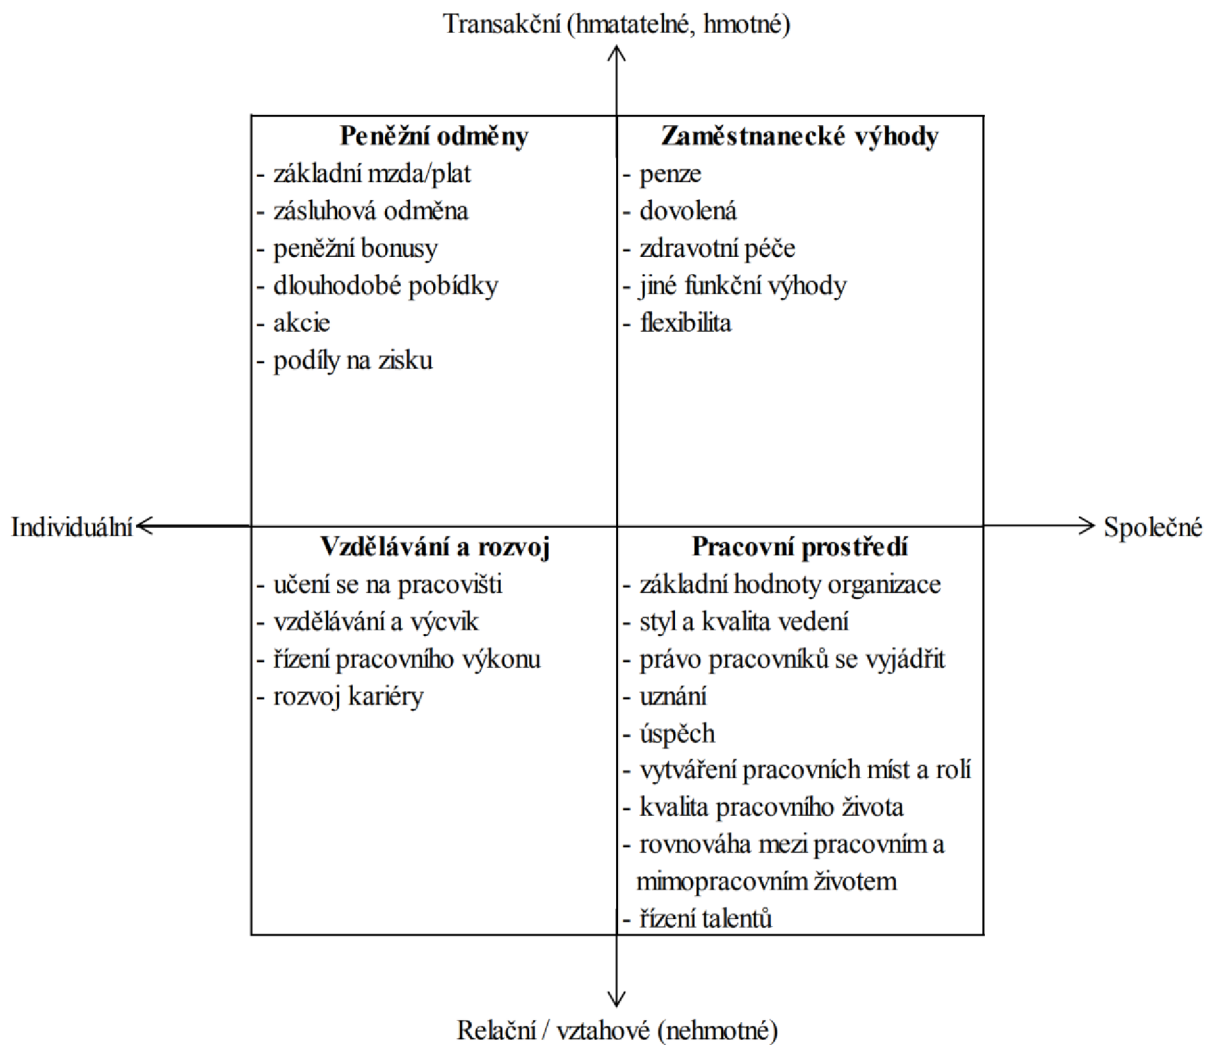 Transakční (hmatatelné, hmotné)
Peněžní odměny
- základní mzda/plat
- zásluhová odměna
- peněžní bonusy
- dlouhodobé pobídky
- akcie
- podíly na zisku
Zaměstnanecké výhody
- penze
- dovolená
- zdravotní péče
- jiné funkční výhody
- flexibilita
Individuální
Společné
Vzdělávání a rozvoj
- učení se na pracovišti
- vzdělávání a výcvik
- řízení pracovního výkonu
- rozvoj kariéry
Pracovní prostředí
- základní hodnoty organizace
- styl a kvalita vedení
- právo pracovníků se vyjádřit
- uznání
- úspěch
- vytváření pracovních míst a rolí
- kvalita pracovního života
- rovnováha mezi pracovním a
mimopracovním životem
- řízení talentů
Relační / vztahové (nehmotné)